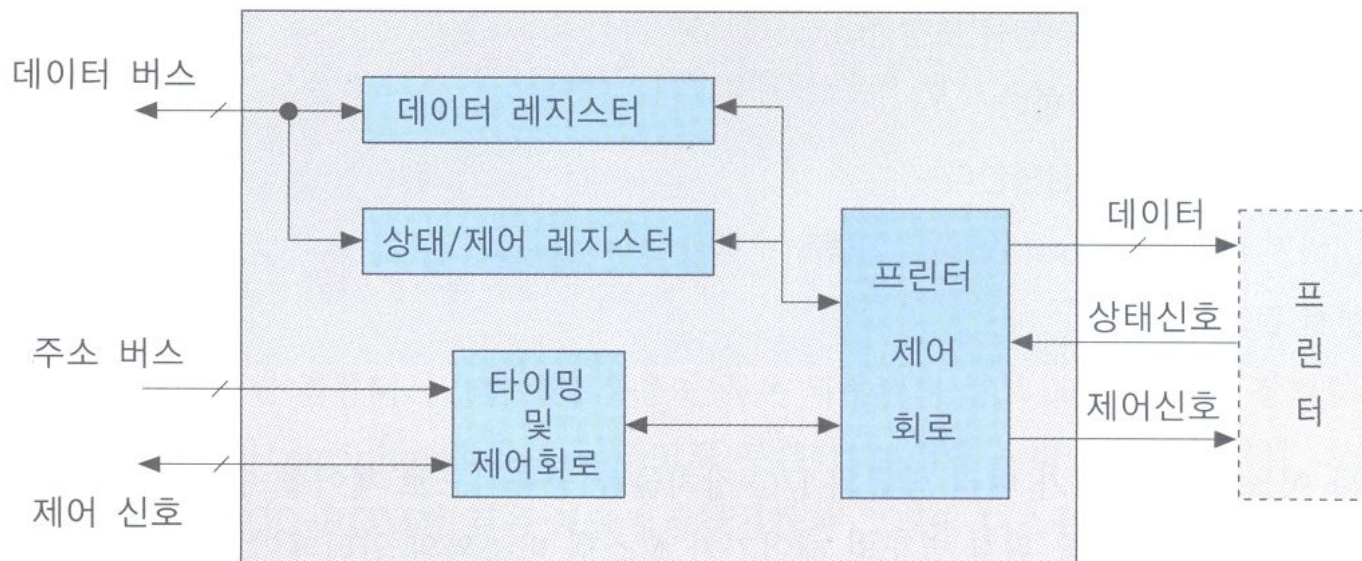 데이터 버스
데이터 레지스터
상태/제어 레지스터
주소 버스
타이밍
및
제어회로
제어 신호
프린터
제어
회로
데이터
상태신호
제어신호
프
린
터